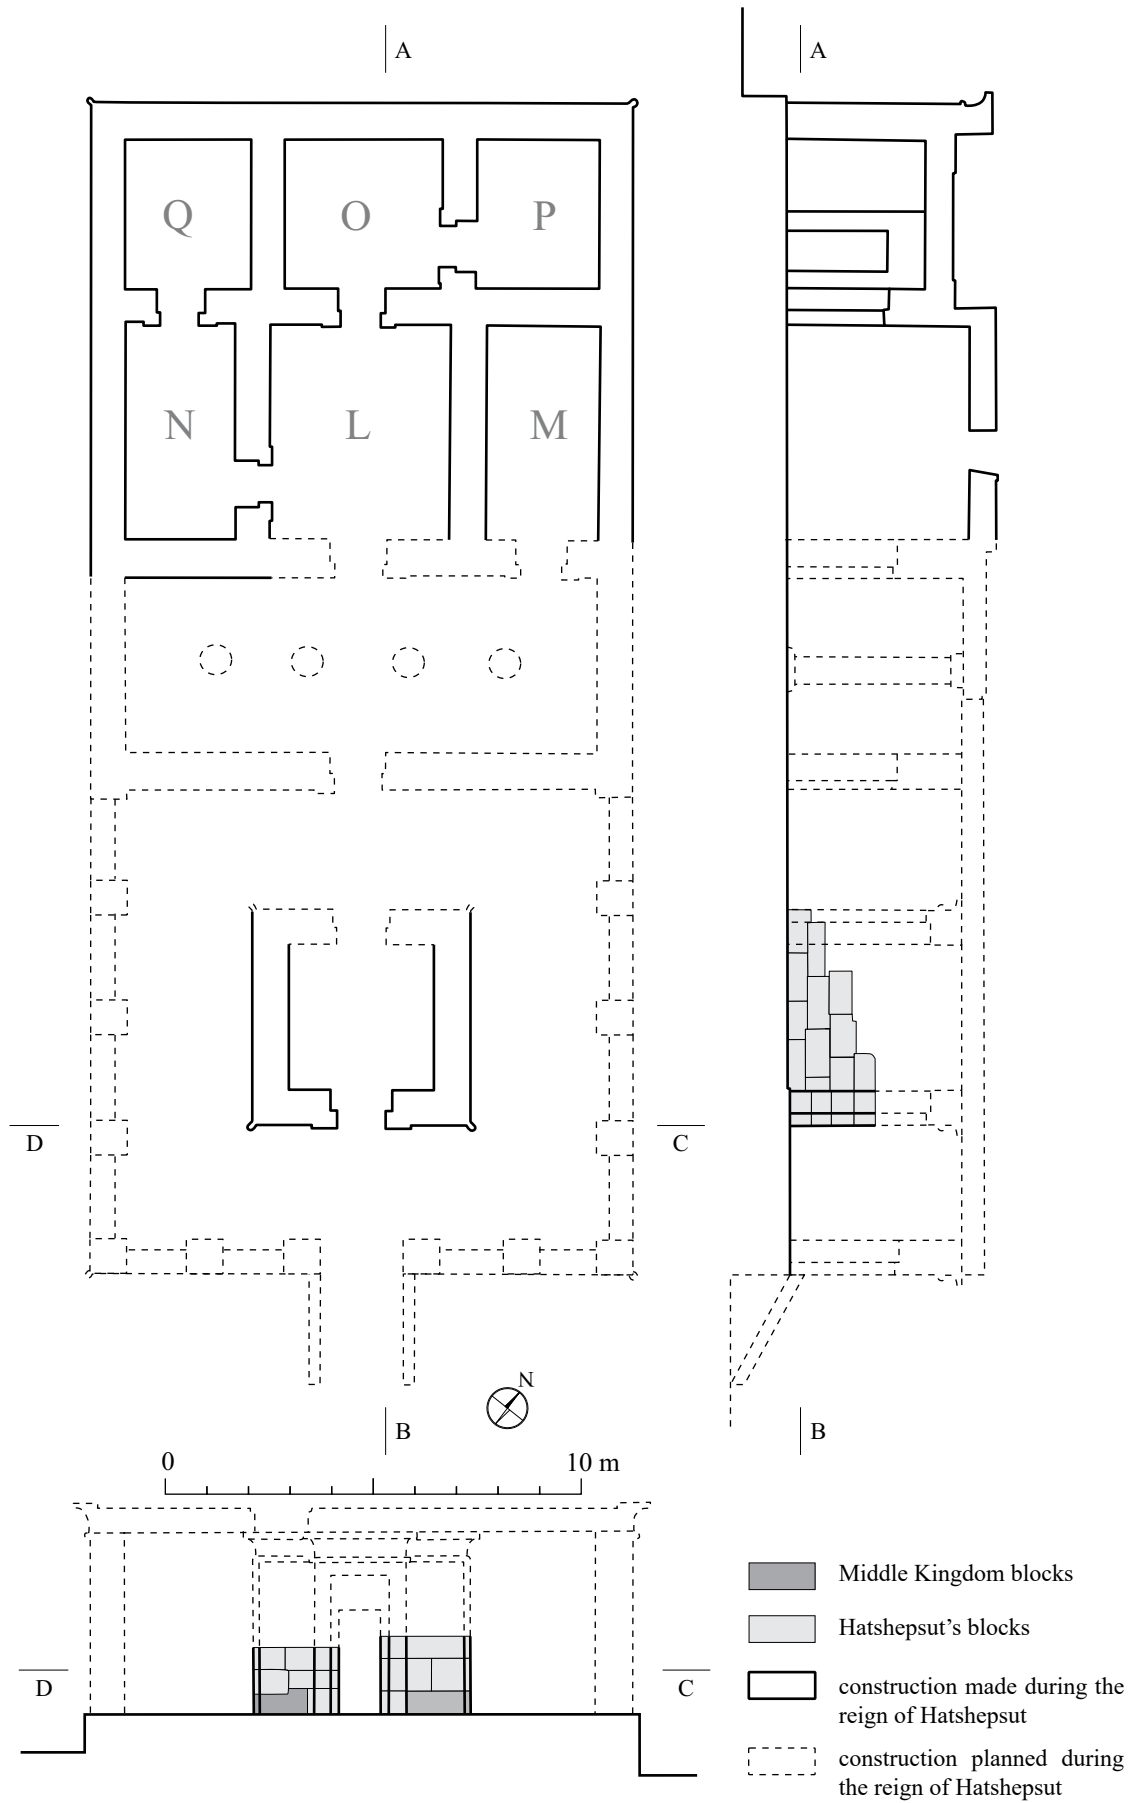 A
A
Q
O
P
N
L
M
D
C
N
B
B
0
10 m
D
C
Middle Kingdom blocks
Hatshepsut's blocks
construction made during the
reign of Hatshepsut
construction planned during
the reign of Hatshepsut